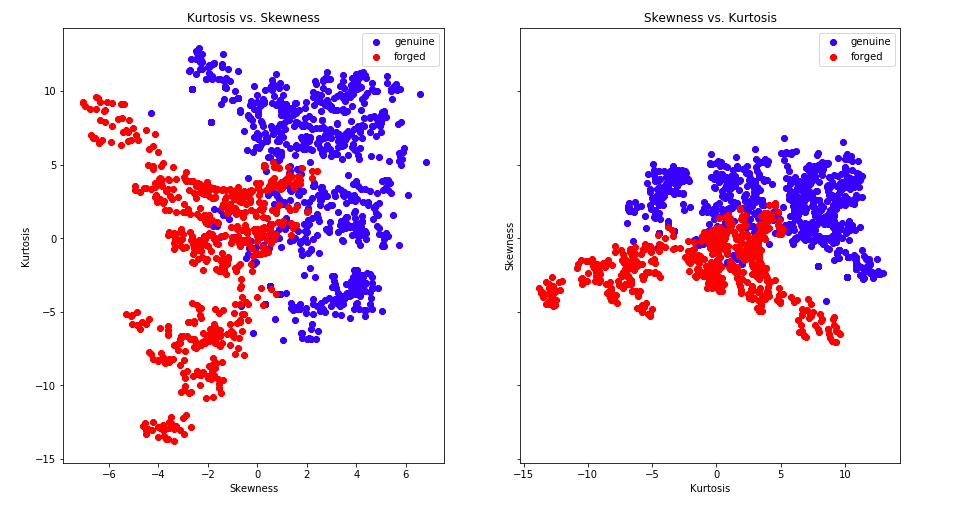 Kurtosis vs. Skewness
genuine
forged
10
5
0
−5
−10
−15
Kurtosis
−6 −4 −2 0 2 4 6
Skewness
Skewness vs. Kurtosis
genuine
forged
Skewness
−15 −10 −5 0 5 10
Kurtosis